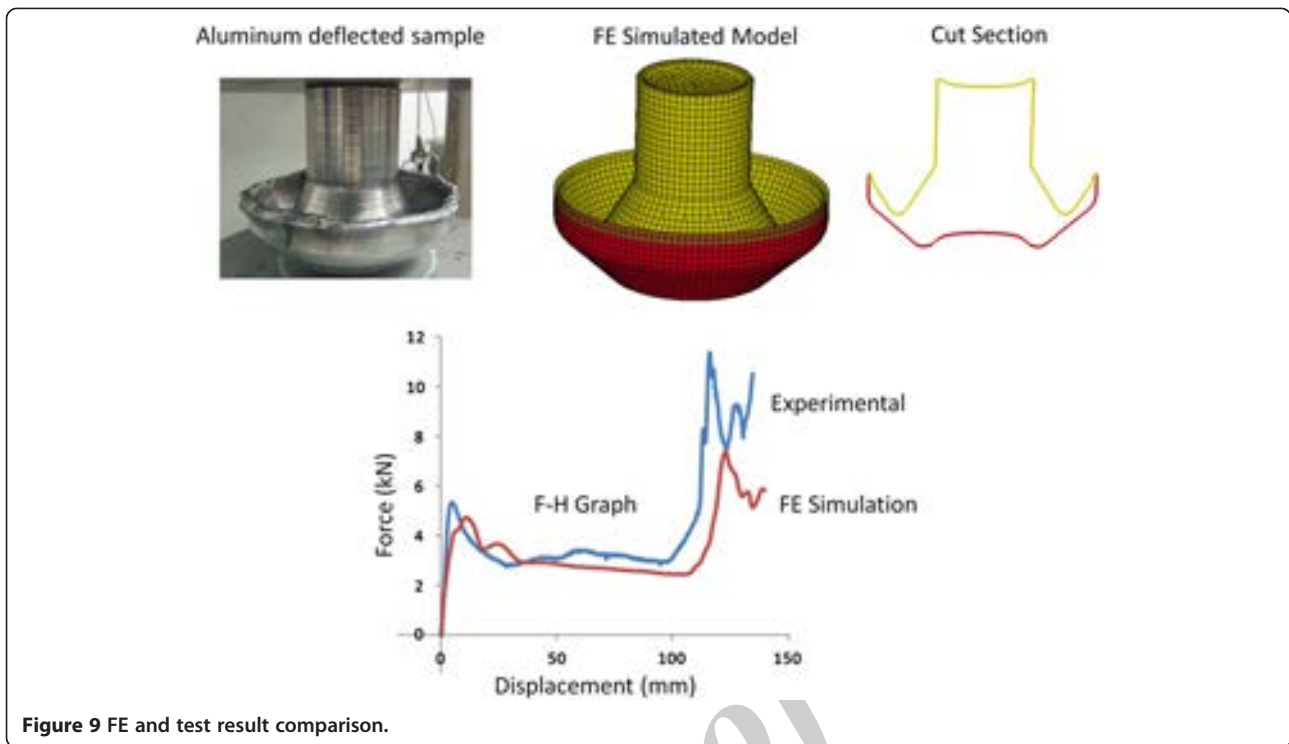 Aluminum deflected sample
FE Simulated Model
Cut Section
12
10
8
6
4
2
0
Force (kN)
Experimental
F-H Graph
FE Simulation
0
50
100
150
Displacement (mm)
Figure 9 FE and test result comparison.